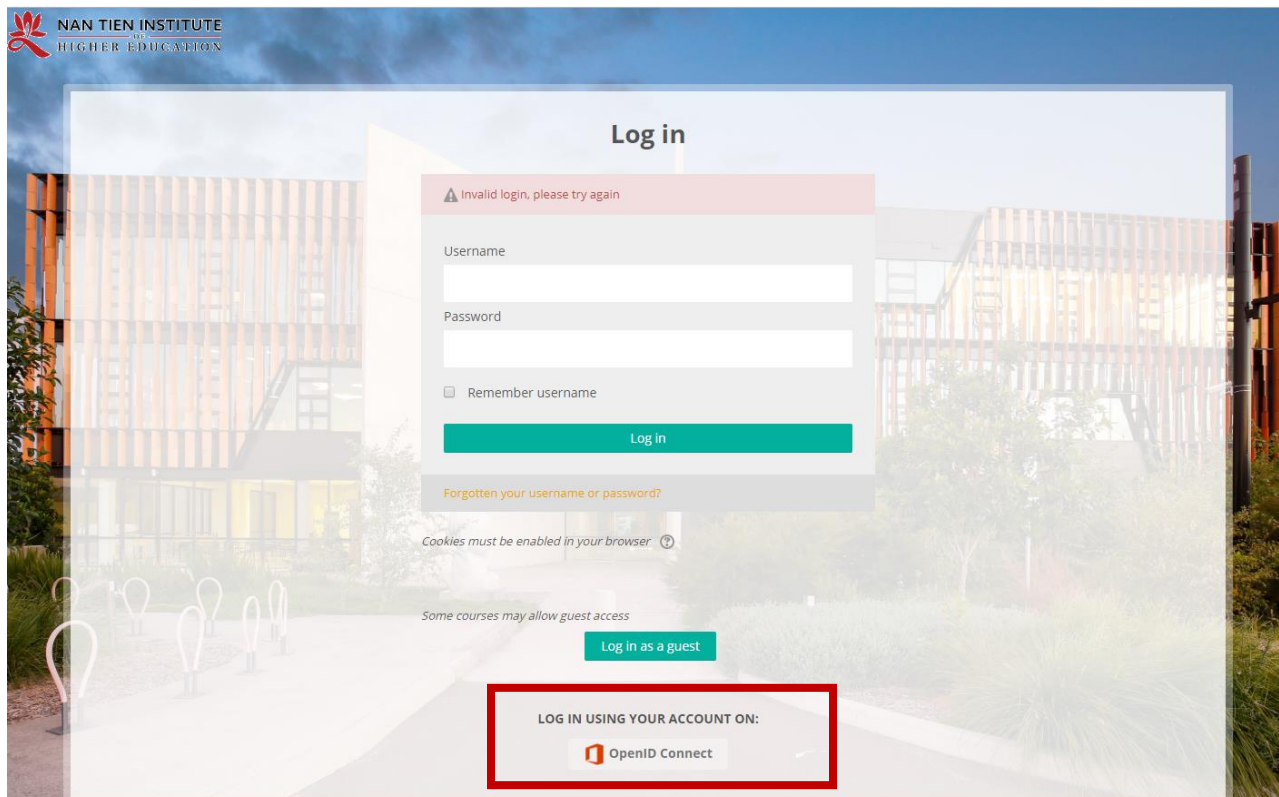 NAN TIEN INSTITUTE
OF
HIGHER EDUCATION
Log in
Invalid login, please try again
Username
Password
Remember username
Log in
Forgotten your username or password?
Cookies must be enabled in your browser ?
Some courses may allow guest access
Log in as a guest
LOG IN USING YOUR ACCOUNT ON:
OpenID Connect